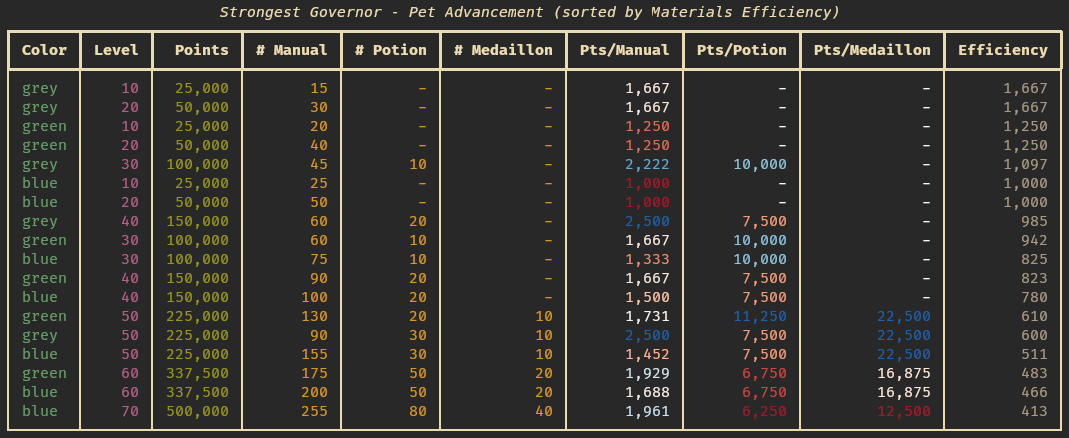 Strongest Governor - Pet Advancement (sorted by Materials Efficiency)
Color Level Points # Manual # Potion # Medaillon Pts/Manual Pts/Potion Pts/Medaillon Efficiency
grey 10 25,000 15 – – 1,667 – – 1,667
grey 20 50,000 30 – – 1,667 – – 1,667
green 10 25,000 20 – – 1,250 – – 1,250
green 20 50,000 40 – – 1,250 – – 1,250
grey 30 100,000 45 10 – 2,222 10,000 – 1,097
blue 10 25,000 25 – – 1,000 – – 1,000
blue 20 50,000 50 – – 1,000 – – 1,000
grey 40 150,000 60 20 – 2,500 7,500 – 985
green 30 100,000 60 10 – 1,667 10,000 – 942
blue 30 100,000 75 10 – 1,333 10,000 – 825
green 40 150,000 90 20 – 1,667 7,500 – 823
blue 40 150,000 100 20 – 1,500 7,500 – 780
green 50 225,000 130 20 10 1,731 11,250 22,500 610
grey 50 225,000 90 30 10 2,500 7,500 22,500 600
blue 50 225,000 155 30 10 1,452 7,500 22,500 511
green 60 337,500 175 50 20 1,929 6,750 16,875 483
blue 60 337,500 200 50 20 1,688 6,750 16,875 466
blue 70 500,000 255 80 40 1,961 6,250 12,500 413